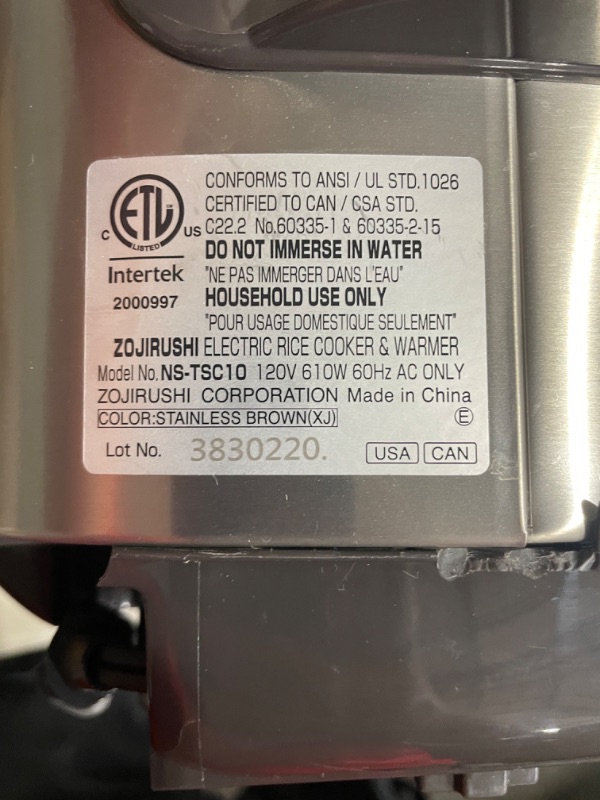 CONFORMS TO ANSI / UL STD.1026
CERTIFIED TO CAN / CSA STD.
C22.2 No.60335-1 & 60335-2-15
ETL
CM
LISTED
C US
Intertek
2000997
DO NOT IMMERSE IN WATER
"NE PAS IMMERGER DANS L'EAU"
HOUSEHOLD USE ONLY
"POUR USAGE DOMESTIQUE SEULEMENT"
ZOJIRUSHI ELECTRIC RICE COOKER & WARMER
Model No. NS-TSC10 120V 610W 60Hz AC ONLY
ZOJIRUSHI CORPORATION Made in China
COLOR:STAINLESS BROWN(XJ) E
Lot No. 3830220. USA CAN